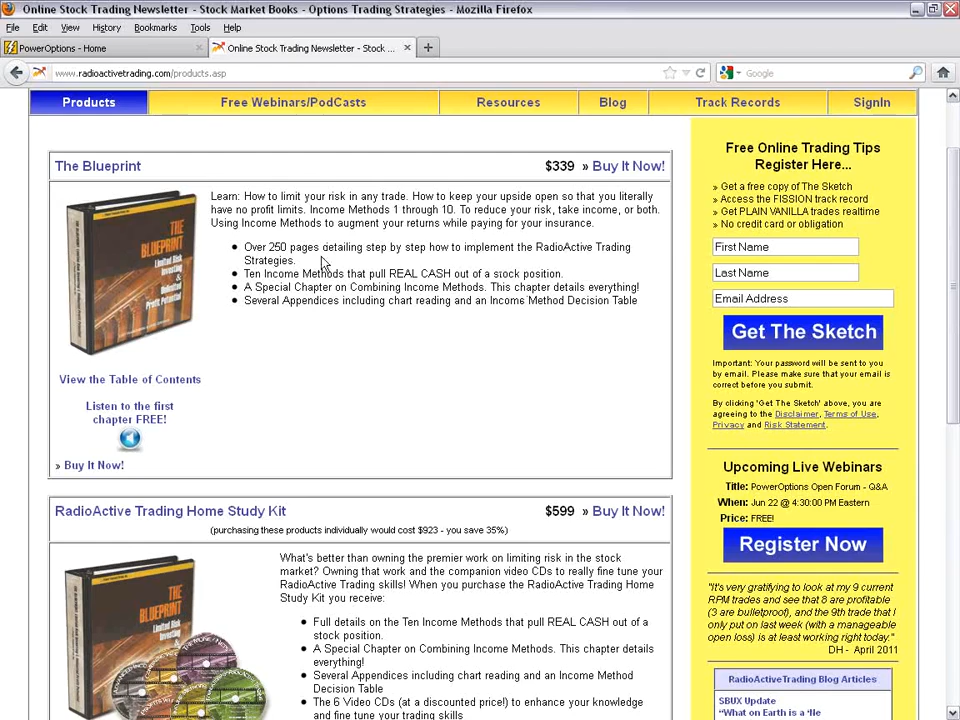 Online Stock Trading Newsletter - Stock Market Books - Options Trading Strategies - Mozilla Firefox
File Edit View History Bookmarks Tools Help
PowerOptions - Home
Online Stock Trading Newsletter - Stock ...
www.radioactivetrading.com/products.asp
Google
Products Free Webinars/PodCasts Resources Blog Track Records SignIn
The Blueprint $339 » Buy It Now!
THE BLUEPRINT
Limited Risk
Investing
&
Unlimited
Profit Potential
Learn: How to limit your risk in any trade. How to keep your upside open so that you literally
have no profit limits. Income Methods 1 through 10. To reduce your risk, take income, or both.
Using Income Methods to augment your returns while paying for your insurance.
Over 250 pages detailing step by step how to implement the RadioActive Trading
Strategies.
Ten Income Methods that pull REAL CASH out of a stock position.
A Special Chapter on Combining Income Methods. This chapter details everything!
Several Appendices including chart reading and an Income Method Decision Table
View the Table of Contents
Listen to the first
chapter FREE!
» Buy It Now!
RadioActive Trading Home Study Kit $599 » Buy It Now!
(purchasing these products individually would cost $923 - you save 35%)
THE BLUEPRINT
Limited Risk
What's better than owning the premier work on limiting risk in the stock
market? Owning that work and the companion video CDs to really fine tune your
RadioActive Trading skills! When you purchase the RadioActive Trading Home
Study Kit you receive:
Full details on the Ten Income Methods that pull REAL CASH out of a
stock position.
A Special Chapter on Combining Income Methods. This chapter details
everything!
Several Appendices including chart reading and an Income Method
Decision Table
The 6 Video CDs (at a discounted price!) to enhance your knowledge
and fine tune your trading skills
Free Online Trading Tips
Register Here...
» Get a free copy of The Sketch
» Access the FISSION track record
» Get PLAIN VANILLA trades realtime
» No credit card or obligation
First Name
Last Name
Email Address
Get The Sketch
Important: Your password will be sent to you
by email. Please make sure that your email is
correct before you submit.
By clicking 'Get The Sketch' above, you are
agreeing to the Disclaimer, Terms of Use,
Privacy and Risk Statement.
Upcoming Live Webinars
Title: PowerOptions Open Forum - Q&A
When: Jun 22 @ 4:30:00 PM Eastern
Price: FREE!
Register Now
"It's very gratifying to look at my 9 current
RPM trades and see that 8 are profitable
(3 are bulletproof), and the 9th trade that I
only put on last week (with a manageable
open loss) is at least working right today."
DH - April 2011
RadioActiveTrading Blog Articles
SBUX Update
"What on Earth is a 'lle